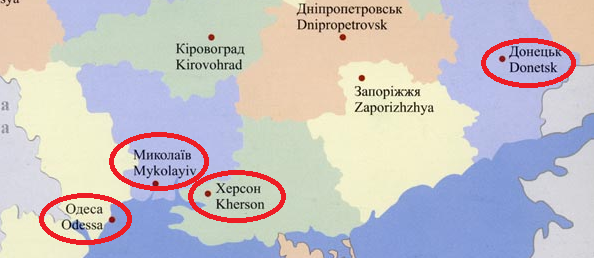 Дніпропетровськ
Dnipropetrovsk
Кіровоград
Kirovohrad
Донецьк
Donetsk
Запоріжжя
Zaporizhzhya
Миколаїв
Mykolayiv
Херсон
Kherson
Одеса
Odessa
а
а